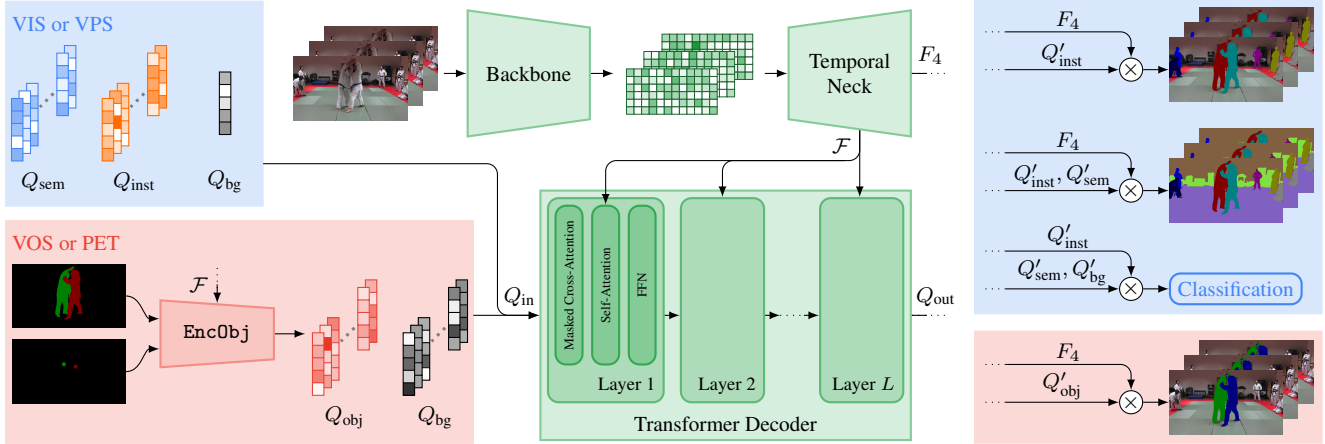 VIS or VPS
Q_sem
Q_inst
Q_bg
Backbone
Temporal
Neck
F_4
ℱ
VOS or PET
ℱ
EncObj
Q_obj
Q_bg
Q_in
Masked Cross-Attention
Self-Attention
FFN
Layer 1
Layer 2
Layer L
Transformer Decoder
Q_out
F_4
Q'_inst
F_4
Q'_inst, Q'_sem
Q'_inst
Q'_sem, Q'_bg
Classification
F_4
Q'_obj